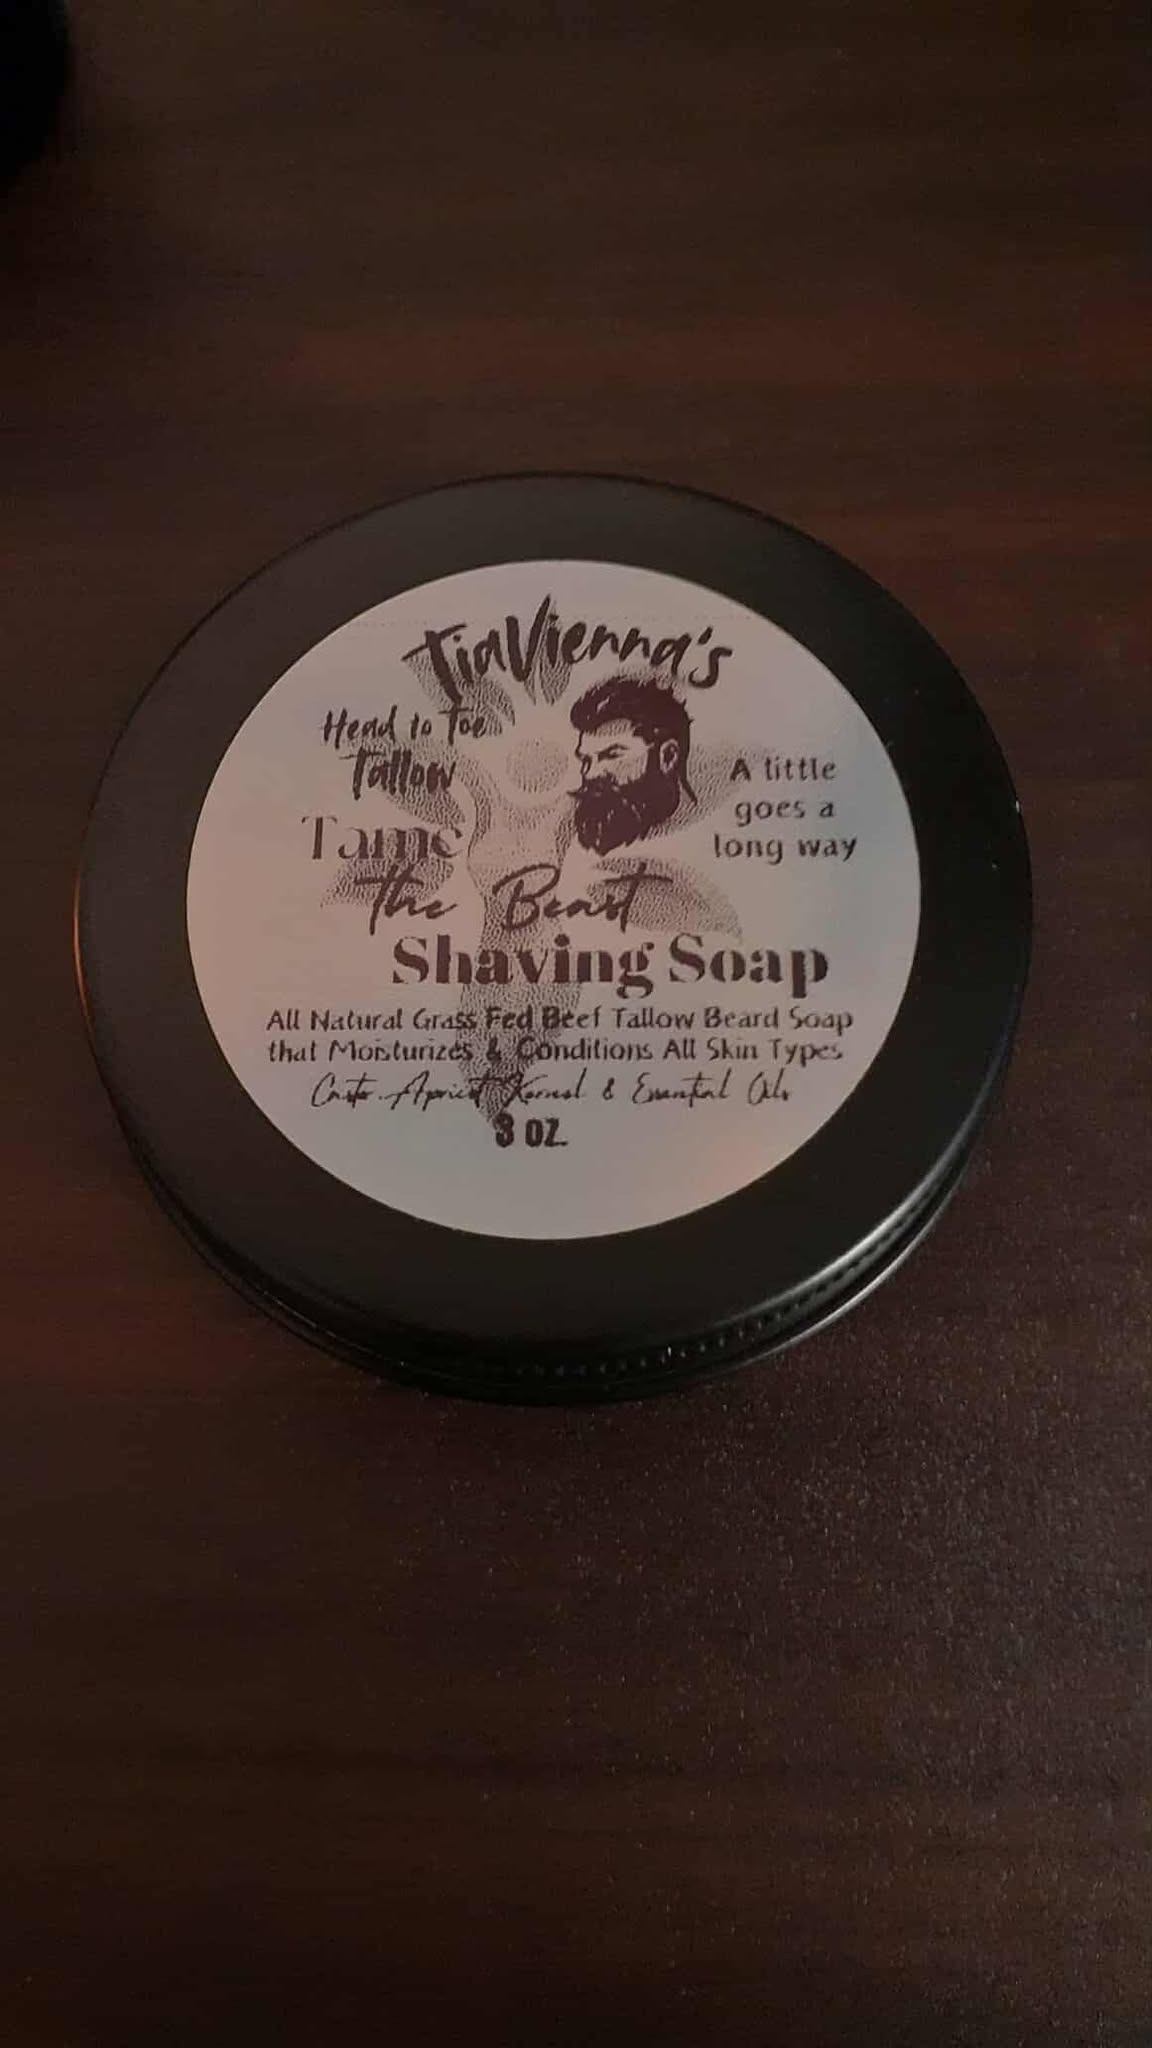 TiaVienna's
Head to Toe
Tallow
Tame
the Beast
A little
goes a
long way
Shaving Soap
All Natural Grass Fed Beef Tallow Beard Soap
that Moisturizes & Conditions All Skin Types
Castor, Apricot Kernel & Essential Oils
3 OZ.